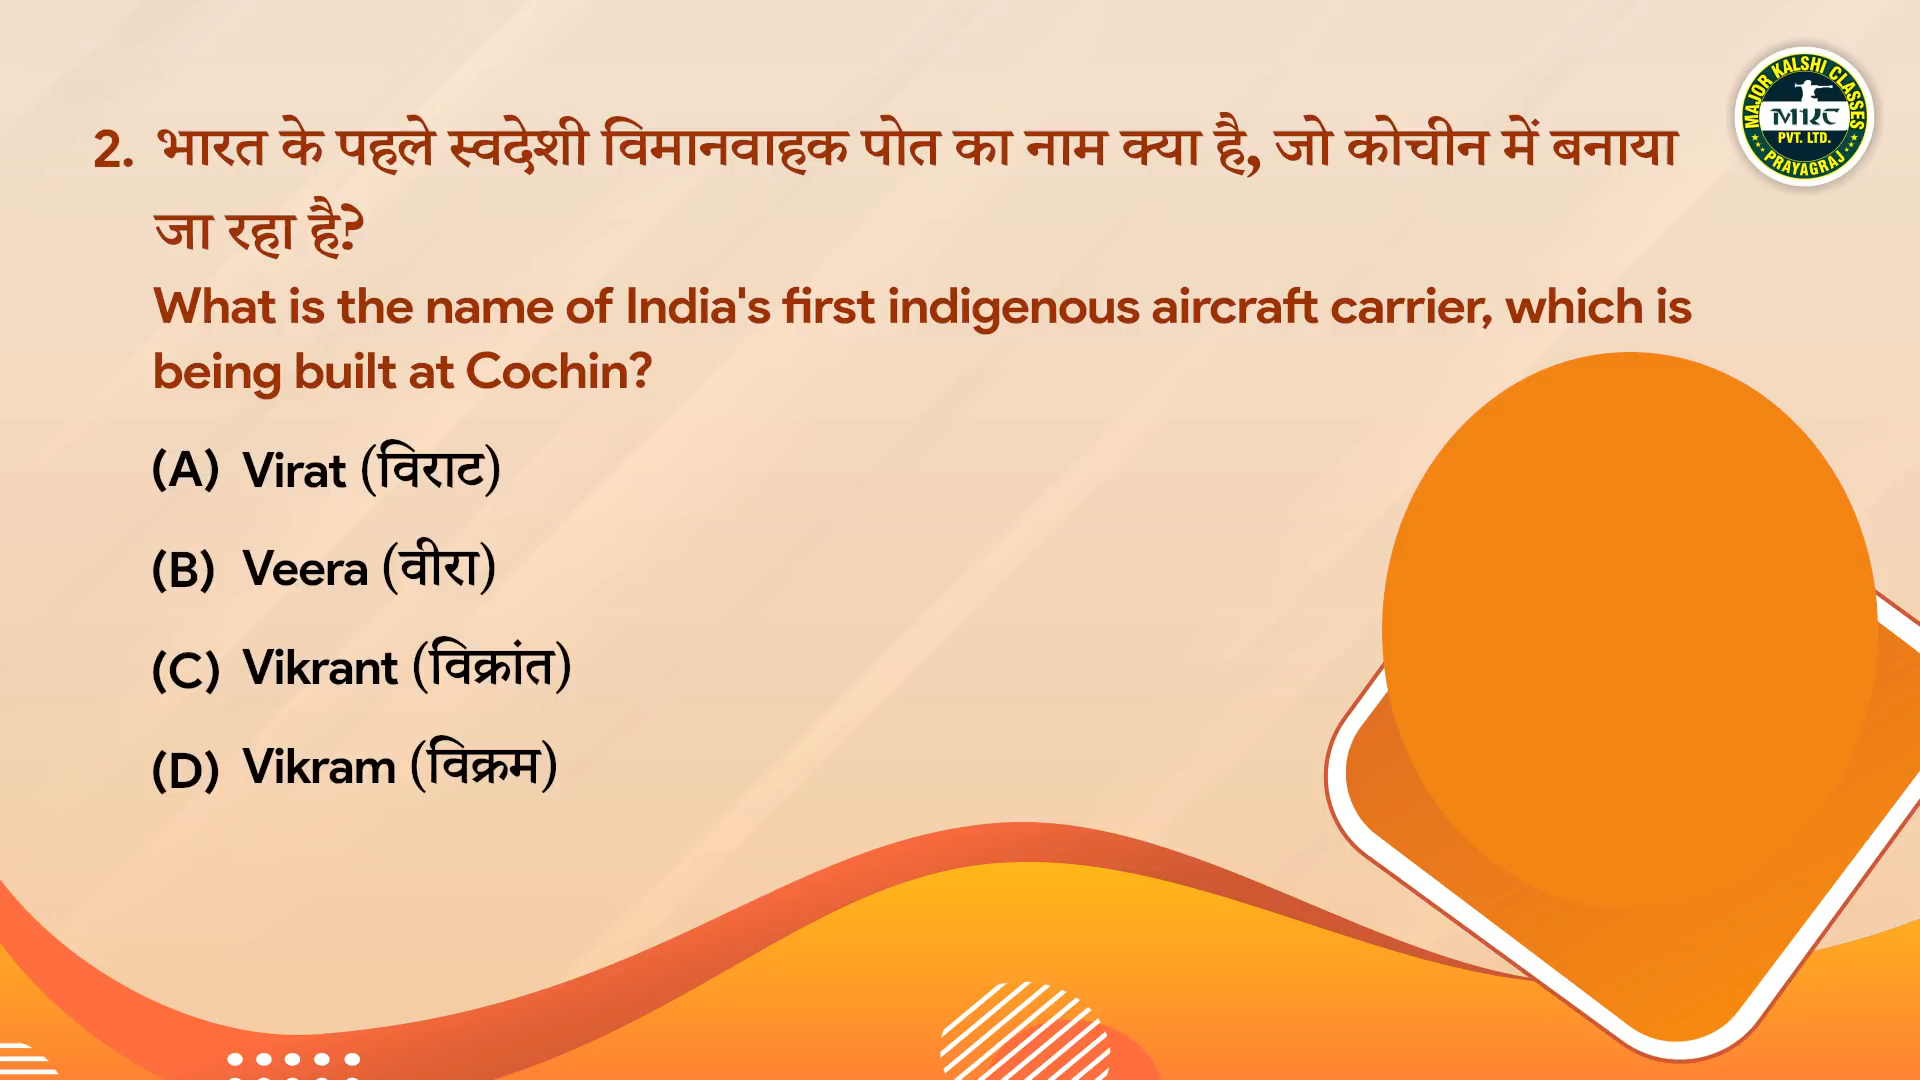 MAJOR KALSHI CLASSES
MKC
PVT. LTD.
PRAYAGRAJ
2. भारत के पहले स्वदेशी विमानवाहक पोत का नाम क्या है, जो कोचीन में बनाया
जा रहा है?
What is the name of India's first indigenous aircraft carrier, which is
being built at Cochin?
(A) Virat (विराट)
(B) Veera (वीरा)
(C) Vikrant (विक्रांत)
(D) Vikram (विक्रम)